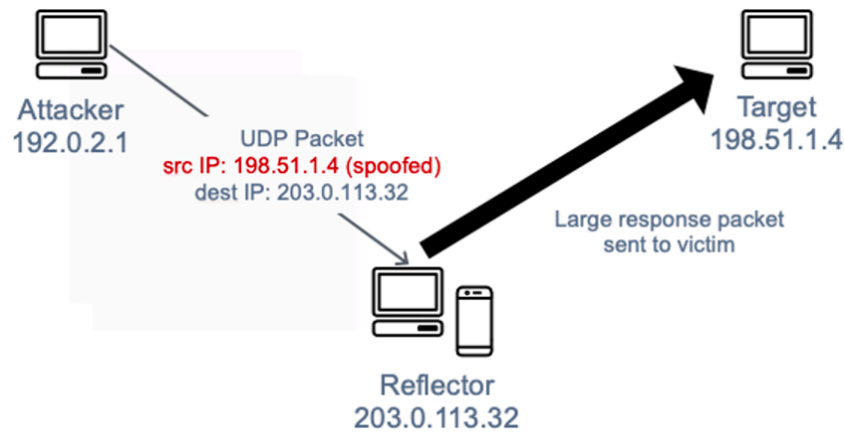 Attacker
192.0.2.1
Target
198.51.1.4
UDP Packet
src IP: 198.51.1.4 (spoofed)
dest IP: 203.0.113.32
Large response packet
sent to victim
Reflector
203.0.113.32